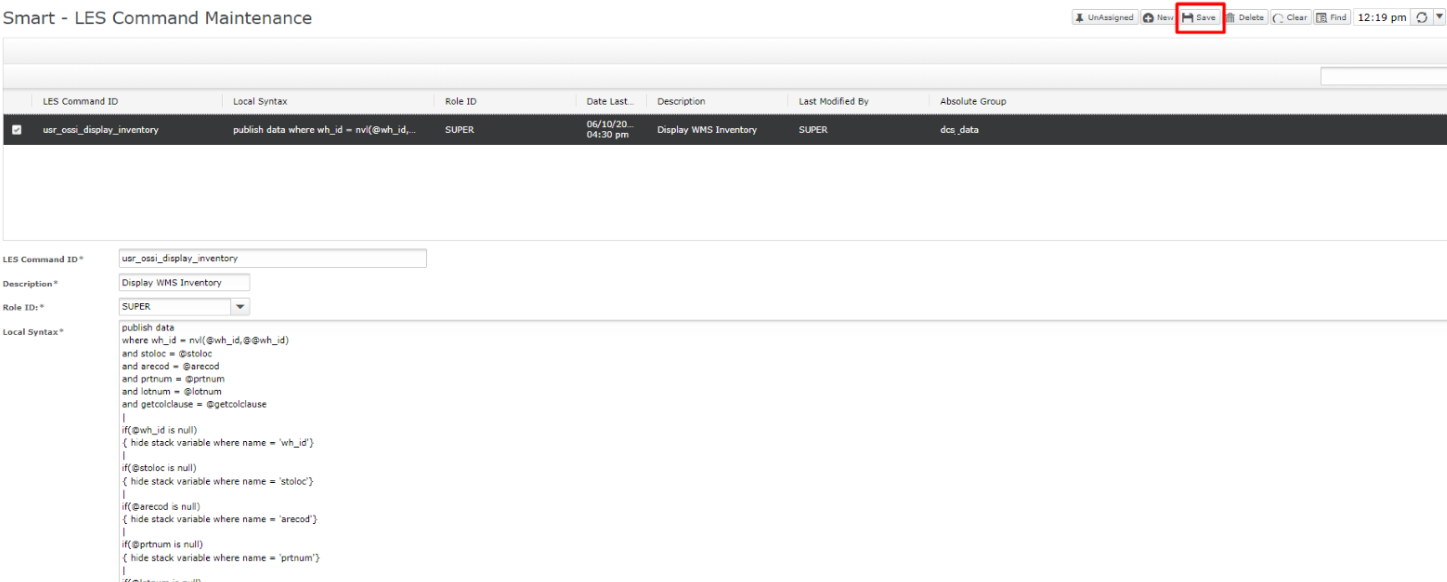 Smart - LES Command Maintenance
UnAssigned New Save Delete Clear Find 12:19 pm
LES Command ID Local Syntax Role ID Date Last... Description Last Modified By Absolute Group
usr_ossi_display_inventory publish data where wh_id = nvl(@wh_id,... SUPER 06/10/20... 04:30 pm Display WMS Inventory SUPER dcs_data
LES Command ID* usr_ossi_display_inventory
Description* Display WMS Inventory
Role ID:* SUPER
Local Syntax* publish data
where wh_id = nvl(@wh_id,@@wh_id)
and stoloc = @stoloc
and arecod = @arecod
and prtnum = @prtnum
and lotnum = @lotnum
and getcolclause = @getcolclause
|
if(@wh_id is null)
{ hide stack variable where name = 'wh_id'}
|
if(@stoloc is null)
{ hide stack variable where name = 'stoloc'}
|
if(@arecod is null)
{ hide stack variable where name = 'arecod'}
|
if(@prtnum is null)
{ hide stack variable where name = 'prtnum'}
|
if(@lotnum is null)